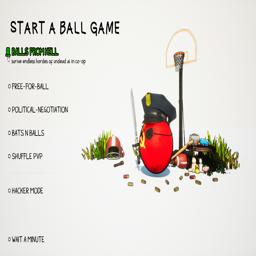 START A BALL GAME
BALLS FROM HELL
- survive endless hordes of undead ai in co-op
FREE-FOR-BALL
POLITICAL-NEGOTIATION
BATS N BALLS
SHUFFLE PVP
HACKER MODE
WAIT A MINUTE